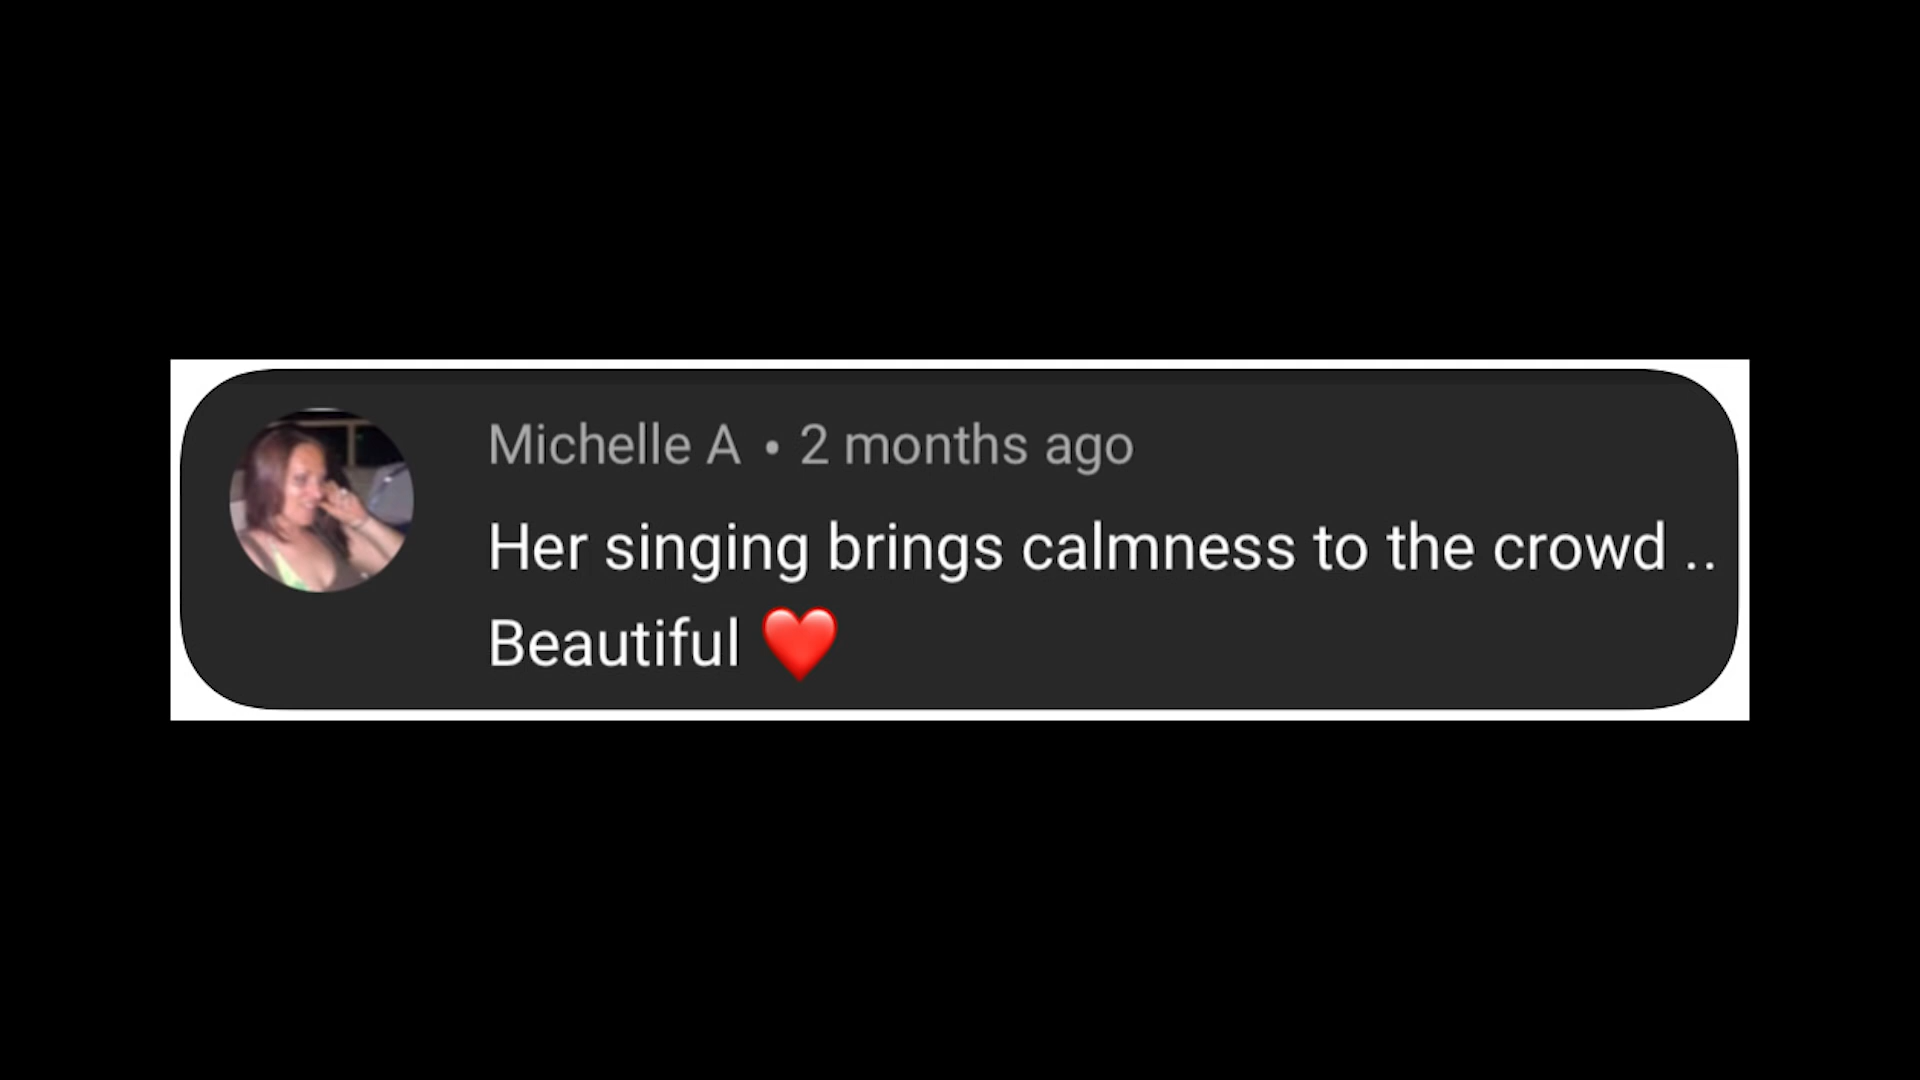 Michelle A • 2 months ago
Her singing brings calmness to the crowd ..
Beautiful ❤️